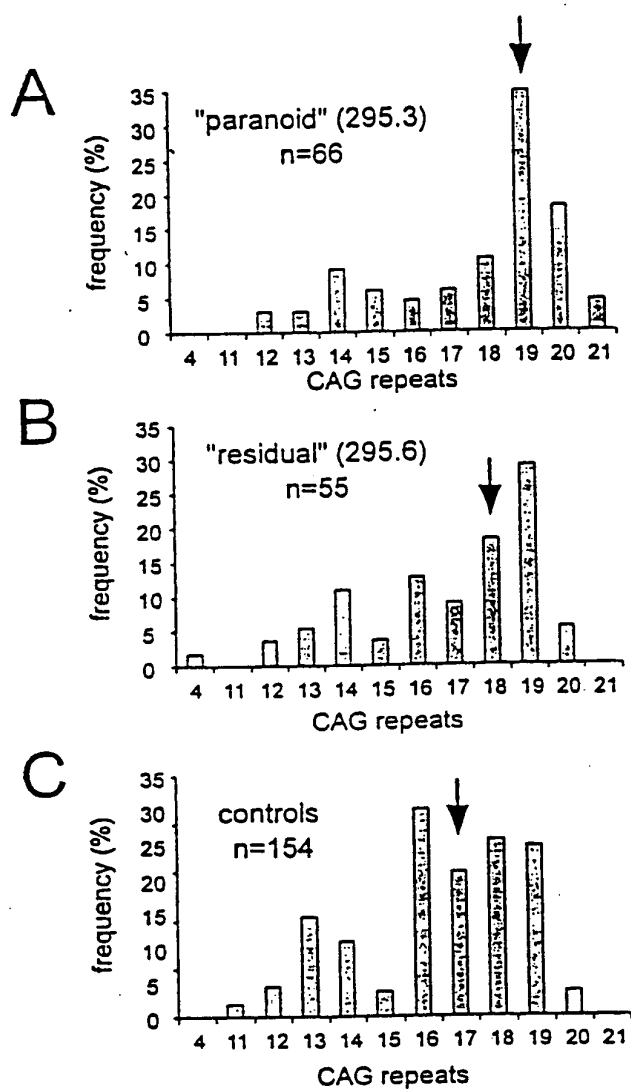 A
"paranoid" (295.3)
n=66
frequency (%)
35
30
25
20
15
10
5
0
4 11 12 13 14 15 16 17 18 19 20 21
CAG repeats
B
"residual" (295.6)
n=55
frequency (%)
35
30
25
20
15
10
5
0
4 11 12 13 14 15 16 17 18 19 20 21
CAG repeats
C
controls
n=154
frequency (%)
35
30
25
20
15
10
5
0
4 11 12 13 14 15 16 17 18 19 20 21
CAG repeats